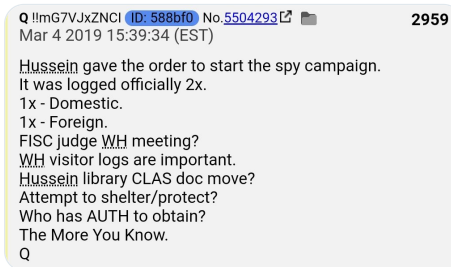 Q !!mG7VJxZNCI ID: 588bf0 No.5504293 2959
Mar 4 2019 15:39:34 (EST)
Hussein gave the order to start the spy campaign.
It was logged officially 2x.
1x - Domestic.
1x - Foreign.
FISC judge WH meeting?
WH visitor logs are important.
Hussein library CLAS doc move?
Attempt to shelter/protect?
Who has AUTH to obtain?
The More You Know.
Q